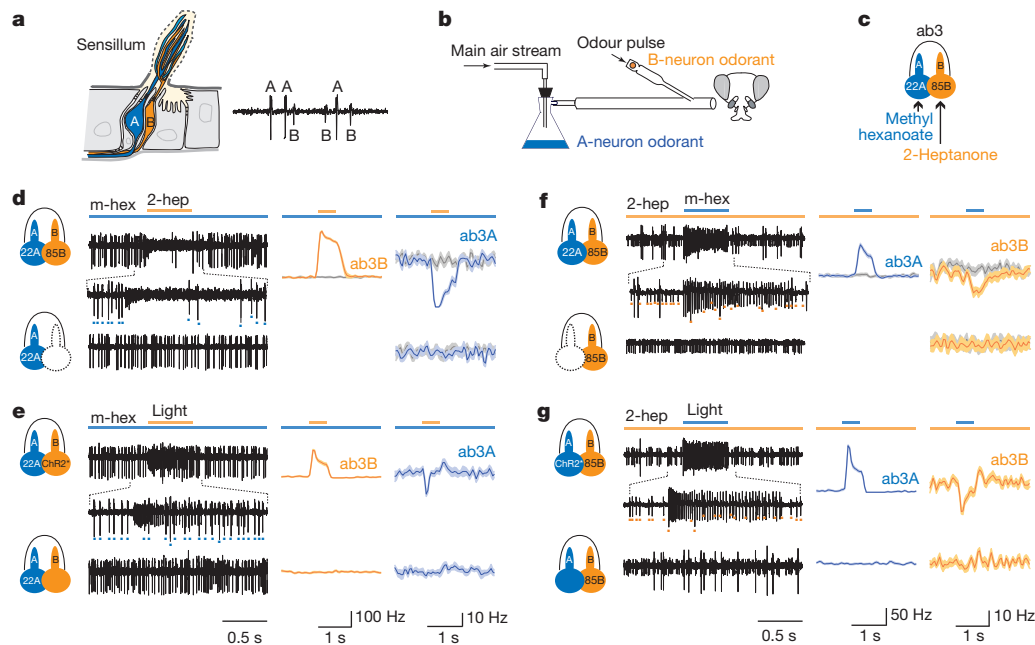 a
Sensillum
A
B
A A A
B B B
b
Main air stream
Odour pulse
B-neuron odorant
A-neuron odorant
c
ab3
A B
22A 85B
Methyl
hexanoate
2-Heptanone
d
A B
22A 85B
m-hex 2-hep
ab3B
ab3A
A
22A
e
A B
22A ChR2*
m-hex Light
ab3B
ab3A
A B
22A
0.5 s
100 Hz
1 s
10 Hz
1 s
f
A B
22A 85B
2-hep m-hex
ab3A
ab3B
B
85B
g
A B
ChR2* 85B
2-hep Light
ab3A
ab3B
A B
85B
0.5 s
50 Hz
1 s
10 Hz
1 s